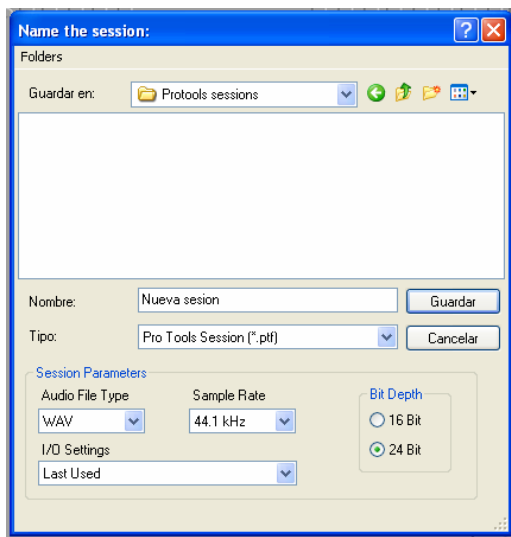 Name the session:
Folders
Guardar en: Protools sessions
Nombre: Nueva sesion Guardar
Tipo: Pro Tools Session (*.ptf) Cancelar
Session Parameters
Audio File Type Sample Rate Bit Depth
WAV 44.1 kHz 16 Bit
I/O Settings 24 Bit
Last Used